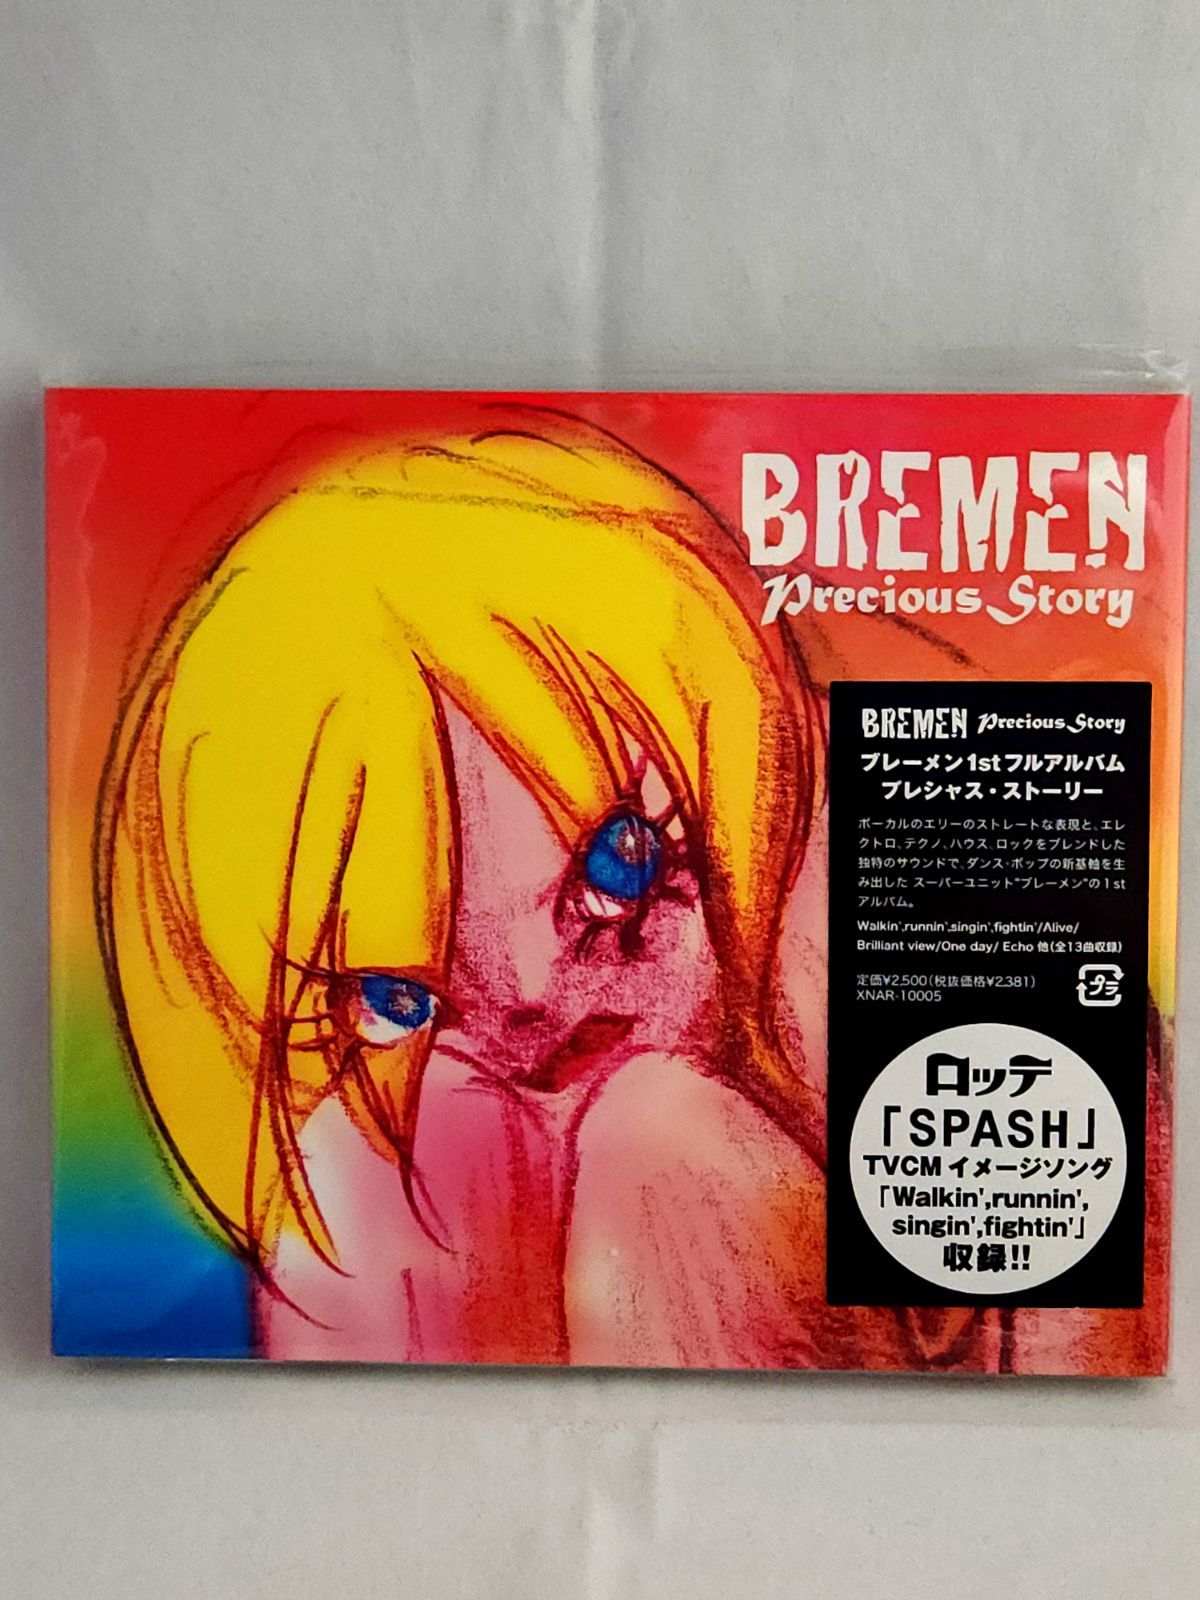 BREMEN
Precious Story
BREMEN Precious Story
ブレーメン1stフルアルバム
プレシャス・ストーリー
ボーカルのエリーのストレートな表現と、エレ
クトロ、テクノ、ハウス、ロックをブレンドした
独特のサウンドで、ダンス・ポップの新基軸を生
み出した スーパーユニット"ブレーメン"の1st
アルバム。
Walkin',runnin',singin',fightin'/Alive/
Brilliant view/One day/ Echo 他(全13曲収録)
定価¥2,500(税抜価格¥2,381)
XNAR-10005
プラ
ロッテ
「SPASH」
TVCM イメージソング
「Walkin',runnin',
singin',fightin'」
収録!!